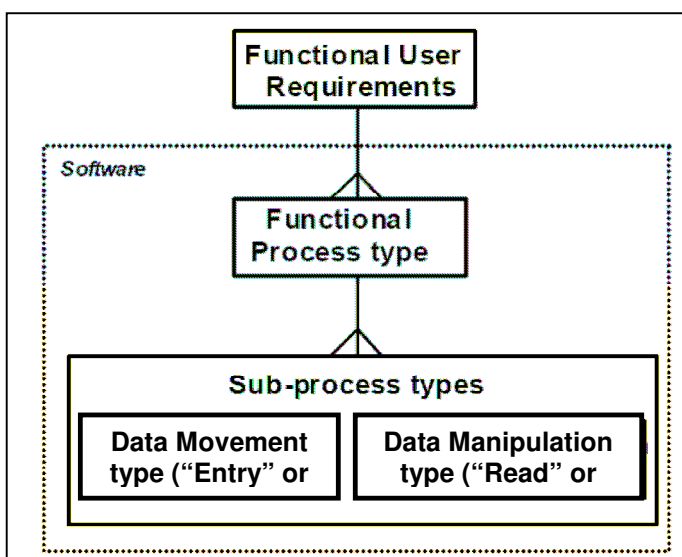 Functional User
Requirements
Software
Functional
Process type
Sub-process types
Data Movement
type (“Entry” or
Data Manipulation
type (“Read” or